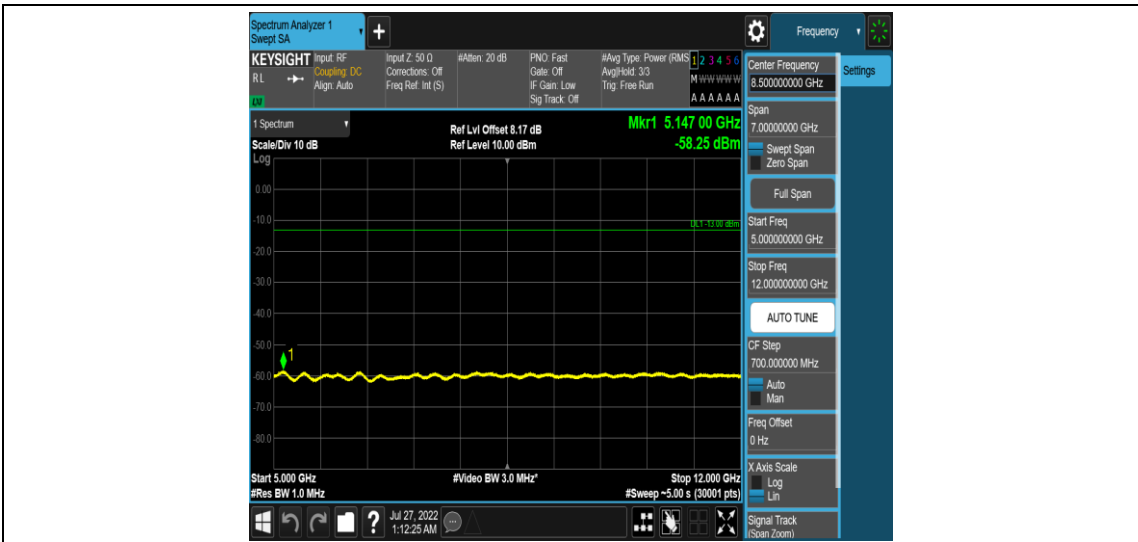 Spectrum Analyzer 1
Swept SA
+
Frequency
KEYSIGHT
RL
LXI
Input: RF
Coupling: DC
Align: Auto
Input Z: 50 Ω
Corrections: Off
Freq Ref: Int (S)
#Atten: 20 dB
PNO: Fast
Gate: Off
IF Gain: Low
Sig Track: Off
#Avg Type: Power (RMS
Avg|Hold: 3/3
Trig: Free Run
1 2 3 4 5 6
M W W W W W
A A A A A A
1 Spectrum
Scale/Div 10 dB
Log
Ref Lvl Offset 8.17 dB
Ref Level 10.00 dBm
Mkr1 5.147 00 GHz
-58.25 dBm
0.00
-10.0
DL1 -13.00 dBm
-20.0
-30.0
-40.0
-50.0
1
-60.0
-70.0
-80.0
Start 5.000 GHz
#Res BW 1.0 MHz
#Video BW 3.0 MHz*
Stop 12.000 GHz
#Sweep ~5.00 s (30001 pts)
?
Jul 27, 2022
1:12:25 AM
Center Frequency
8.500000000 GHz
Settings
Span
7.00000000 GHz
Swept Span
Zero Span
Full Span
Start Freq
5.000000000 GHz
Stop Freq
12.000000000 GHz
AUTO TUNE
CF Step
700.000000 MHz
Auto
Man
Freq Offset
0 Hz
X Axis Scale
Log
Lin
Signal Track
(Span Zoom)